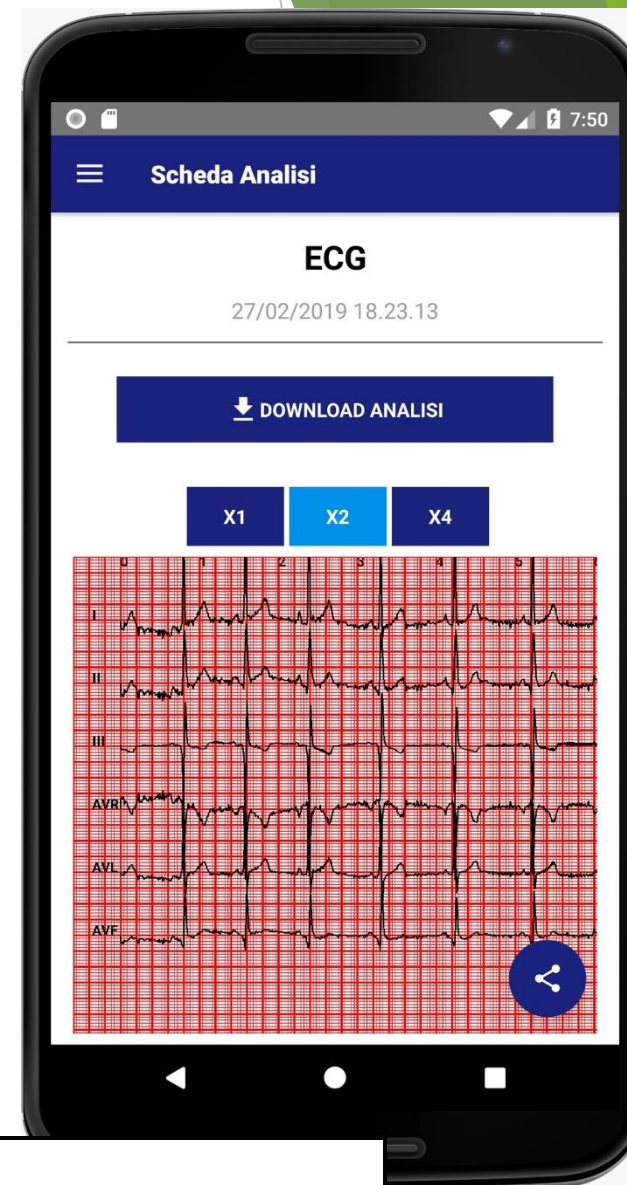 7:50
Scheda Analisi
ECG
27/02/2019 18.23.13
DOWNLOAD ANALISI
X1 X2 X4
0 1 2 3 4 5
I
II
III
AVR
AVL
AVF